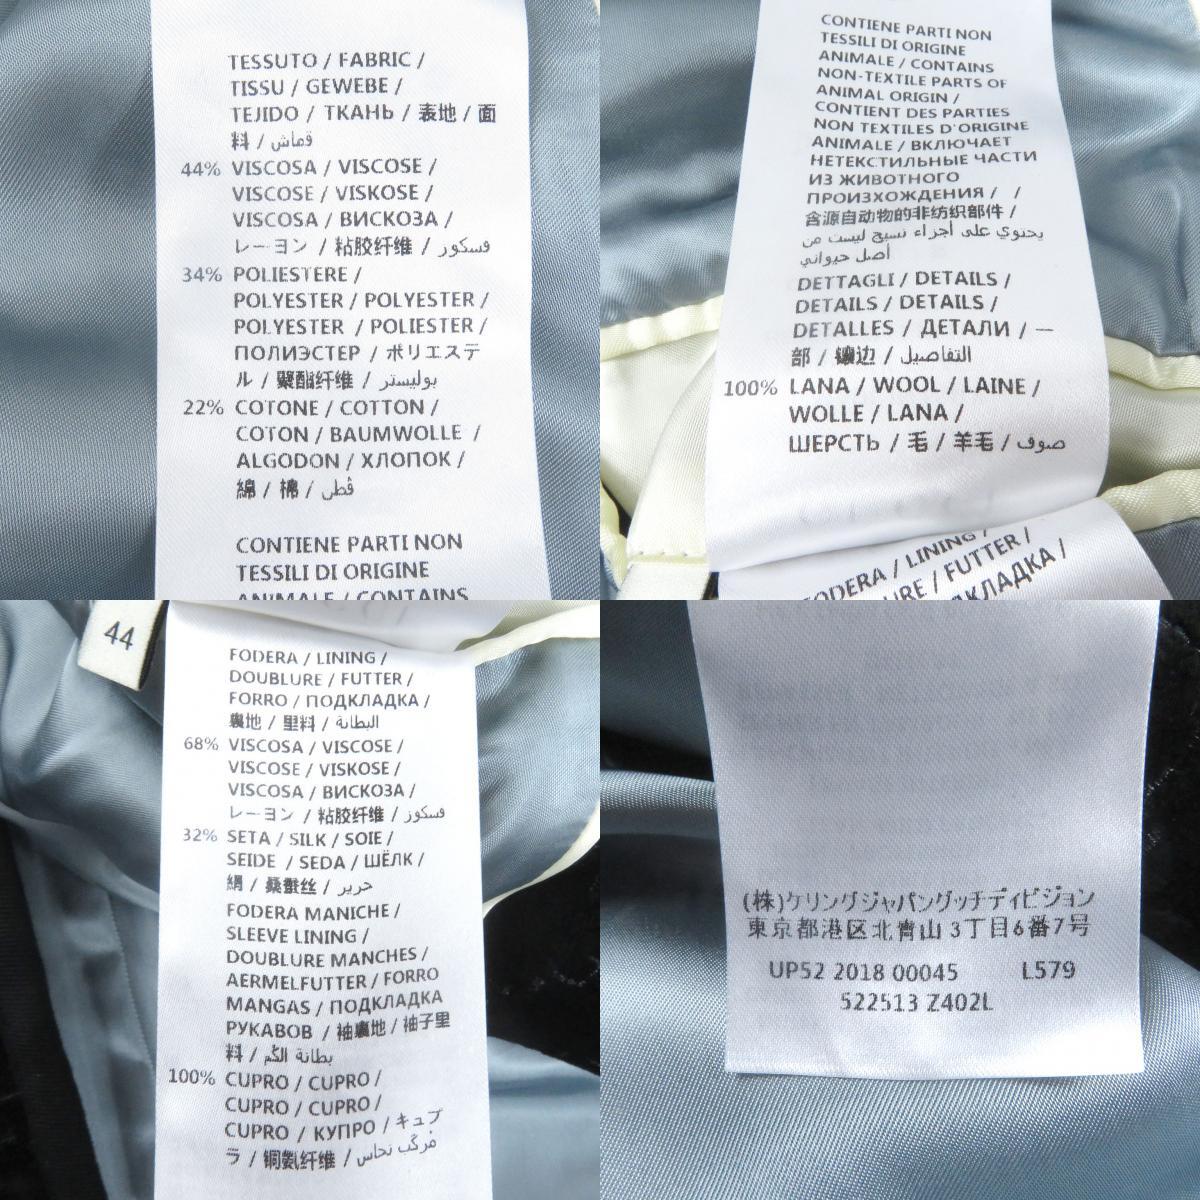 TESSUTO / FABRIC /
TISSU / GEWEBE /
TEJIDO / ТКАНЬ / 表地 / 面
料 / قماش
44% VISCOSA / VISCOSE /
VISCOSE / VISKOSE /
VISCOSA / ВИСКОЗА /
レーヨン / 粘胶纤维 / فسكوز
34% POLIESTERE /
POLYESTER / POLYESTER /
POLYESTER / POLIESTER /
ПОЛИЭСТЕР / ポリエステ
ル / 聚酯纤维 / بوليستر
22% COTONE / COTTON /
COTON / BAUMWOLLE /
ALGODON / ХЛОПОК /
綿 / 棉 / قطن
CONTIENE PARTI NON
TESSILI DI ORIGINE
ANIMALE / CONTAINS
CONTIENE PARTI NON
TESSILI DI ORIGINE
ANIMALE / CONTAINS
NON-TEXTILE PARTS OF
ANIMAL ORIGIN /
CONTIENT DES PARTIES
NON TEXTILES D'ORIGINE
ANIMALE / ВКЛЮЧАЕТ
НЕТЕКСТИЛЬНЫЕ ЧАСТИ
ИЗ ЖИВОТНОГО
ПРОИЗХОЖДЕНИЯ / /
含源自动物的非纺织部件 /
يحتوي على أجزاء نسيج ليست من
أصل حيواني
DETTAGLI / DETAILS /
DETAILS / DETAILS /
DETALLES / ДЕТАЛИ / 一
部 / 镶边 / التفاصيل
100% LANA / WOOL / LAINE /
WOLLE / LANA /
ШЕРСТЬ / 毛 / 羊毛 / صوف
FODERA / LINING /
URE / FUTTER /
ДКЛАДКА /
44
FODERA / LINING /
DOUBLURE / FUTTER /
FORRO / ПОДКЛАДКА /
裏地 / 里料 / البطانة
68% VISCOSA / VISCOSE /
VISCOSE / VISKOSE /
VISCOSA / ВИСКОЗА /
レーヨン / 粘胶纤维 / فسكوز
32% SETA / SILK / SOIE /
SEIDE / SEDA / ШЁЛК /
絹 / 桑蚕丝 / حرير
FODERA MANICHE /
SLEEVE LINING /
DOUBLURE MANCHES /
AERMELFUTTER / FORRO
MANGAS / ПОДКЛАДКА
РУКАВОВ / 袖裏地 / 袖子里
料 / بطانة الكم
100% CUPRO / CUPRO /
CUPRO / CUPRO /
CUPRO / КУПРО / キュプ
ラ / 铜氨纤维 / مركب نحاس
(株)ケリングジャパングッチディビジョン
東京都港区北青山 3丁目6番7号
UP52 2018 00045 L579
522513 Z402L